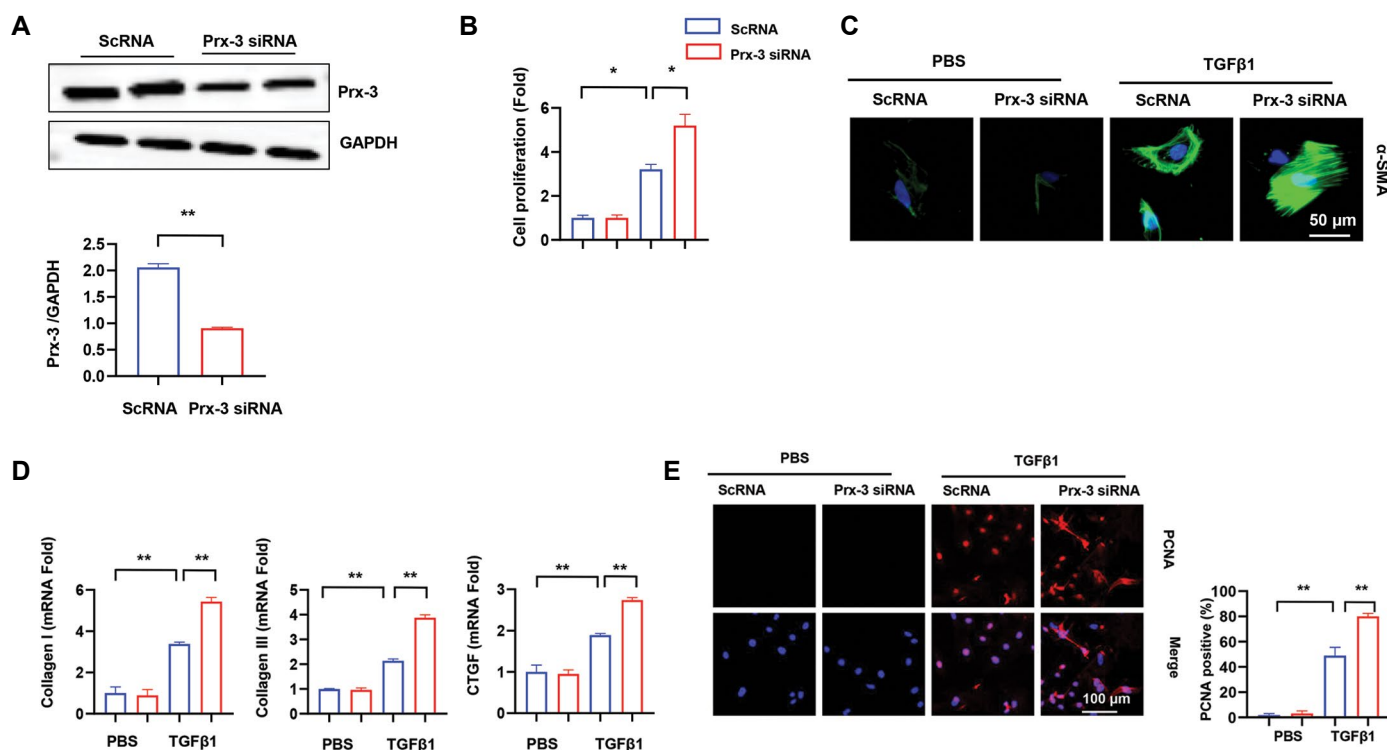 A
ScRNA Prx-3 siRNA
Prx-3
GAPDH
**
Prx-3 /GAPDH
2.5
2.0
1.5
1.0
0.5
0.0
ScRNA Prx-3 siRNA
B
ScRNA
Prx-3 siRNA
* *
Cell proliferation (Fold)
6
4
2
0
C
PBS TGFβ1
ScRNA Prx-3 siRNA ScRNA Prx-3 siRNA
α-SMA
50 µm
D
** **
Collagen I (mRNA Fold)
6
4
2
0
PBS TGFβ1
** **
Collagen III (mRNA Fold)
5
4
3
2
1
0
PBS TGFβ1
** **
CTGF (mRNA Fold)
3
2
1
0
PBS TGFβ1
E
PBS TGFβ1
ScRNA Prx-3 siRNA ScRNA Prx-3 siRNA
PCNA
Merge
100 µm
** **
PCNA positive (%)
100
80
60
40
20
0
PBS TGFβ1